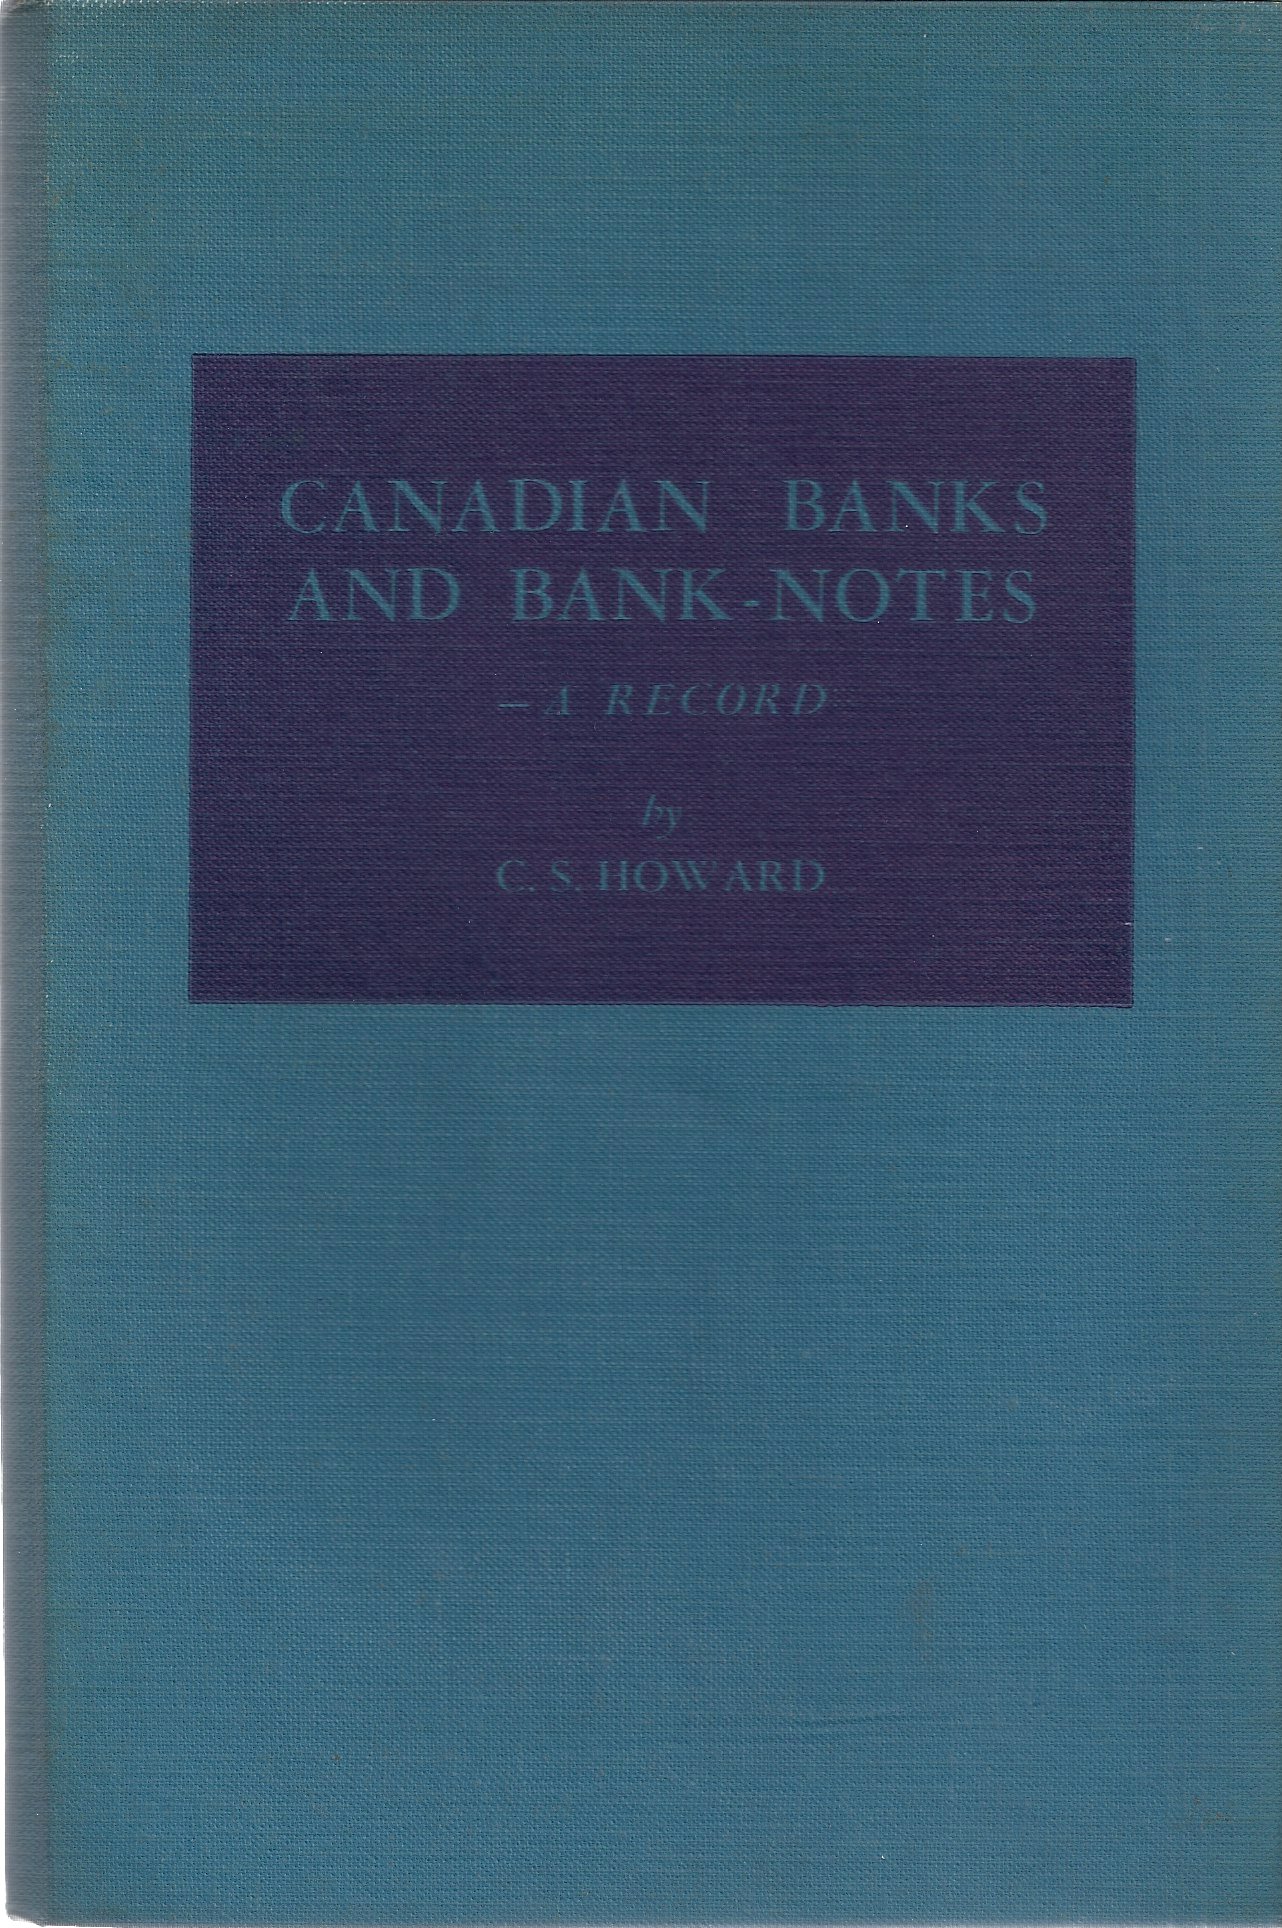 CANADIAN BANKS
AND BANK-NOTES
– A RECORD
by
C. S. HOWARD